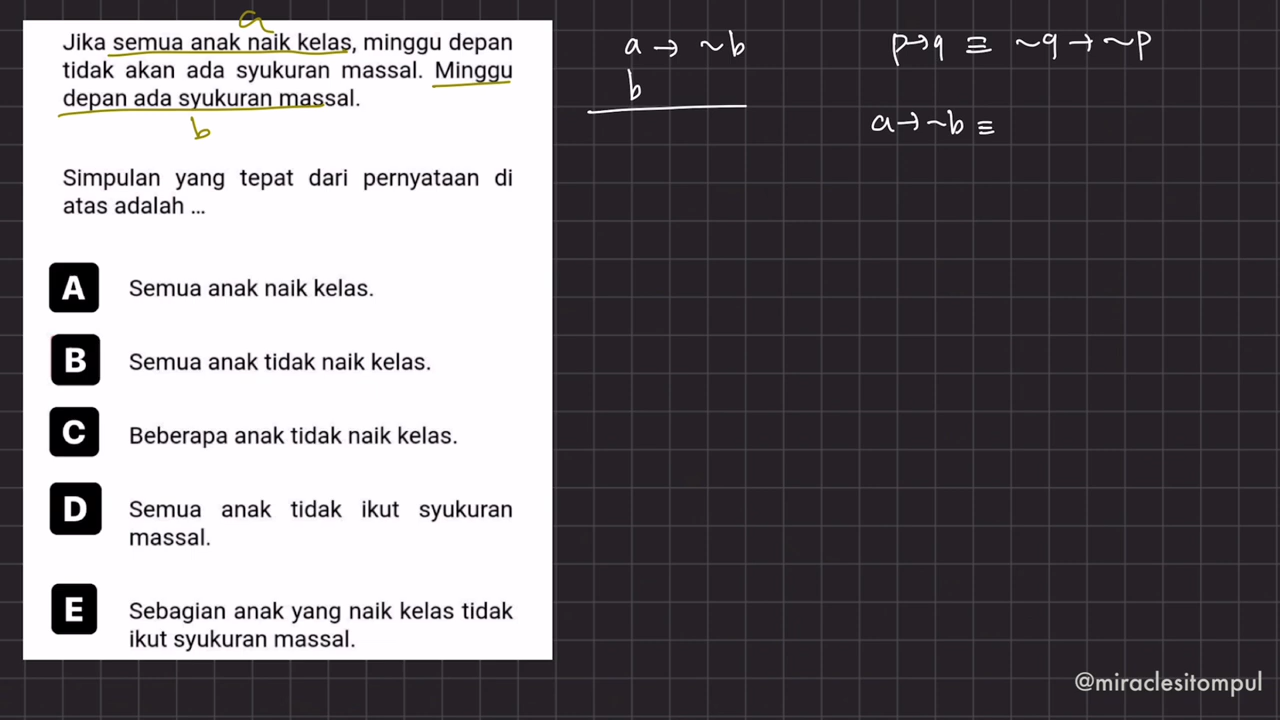 a
Jika semua anak naik kelas, minggu depan
tidak akan ada syukuran massal. Minggu
depan ada syukuran massal.
b
Simpulan yang tepat dari pernyataan di
atas adalah ...
A Semua anak naik kelas.
B Semua anak tidak naik kelas.
C Beberapa anak tidak naik kelas.
D Semua anak tidak ikut syukuran
massal.
E Sebagian anak yang naik kelas tidak
ikut syukuran massal.
a → ~b
b
p→q ≡ ~q → ~p
a→~b ≡
@miraclesitompul